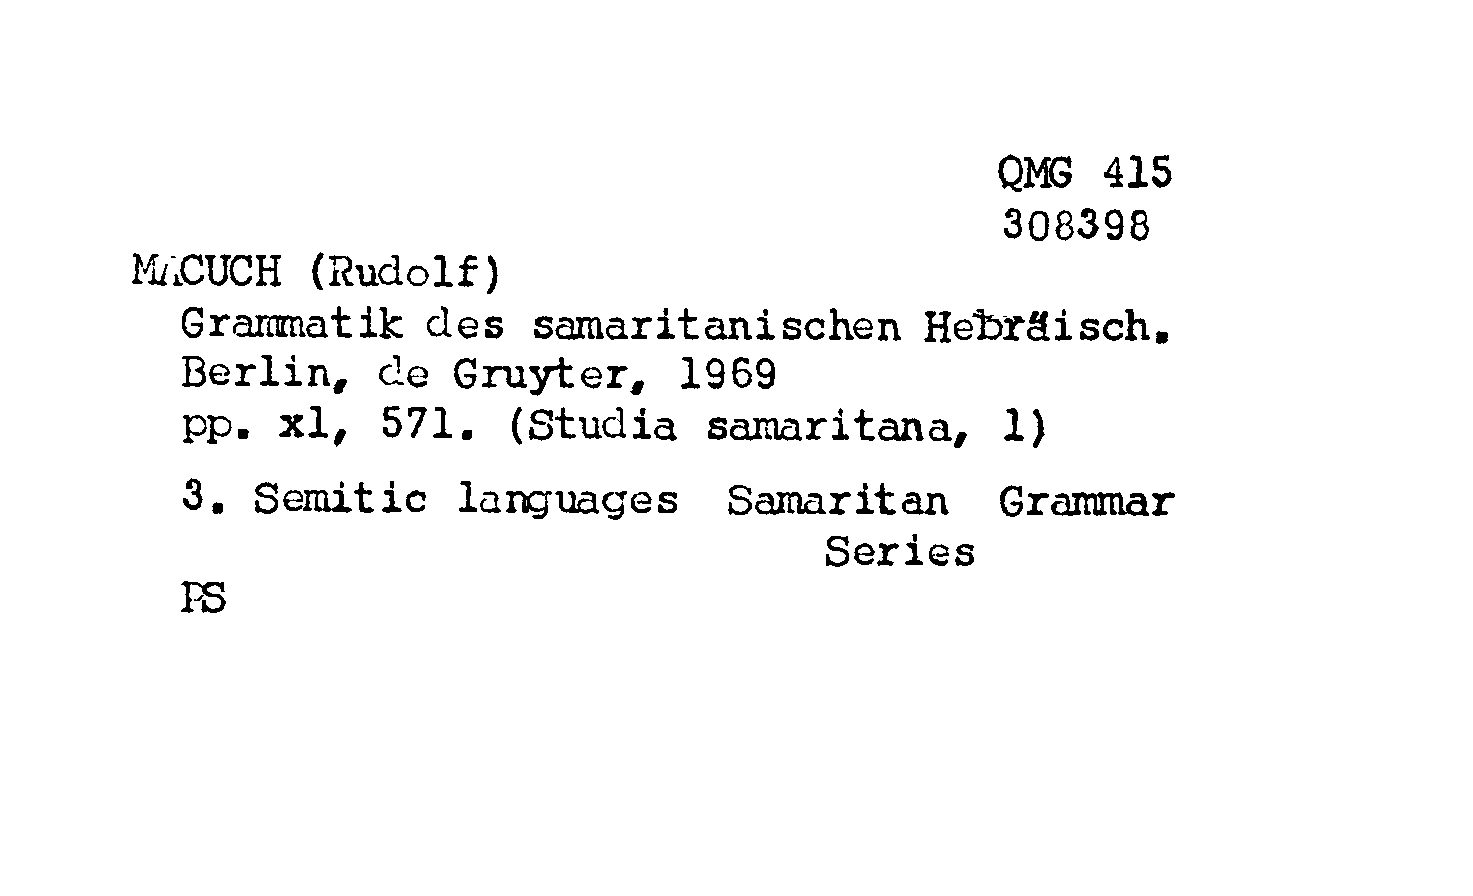 QMG 415
308398
MACUCH (Rudolf)
Grammatik des samaritanischen Hebräisch.
Berlin, de Gruyter, 1969
pp. xl, 571. (Studia samaritana, 1)
3. Semitic languages Samaritan Grammar
Series
PS